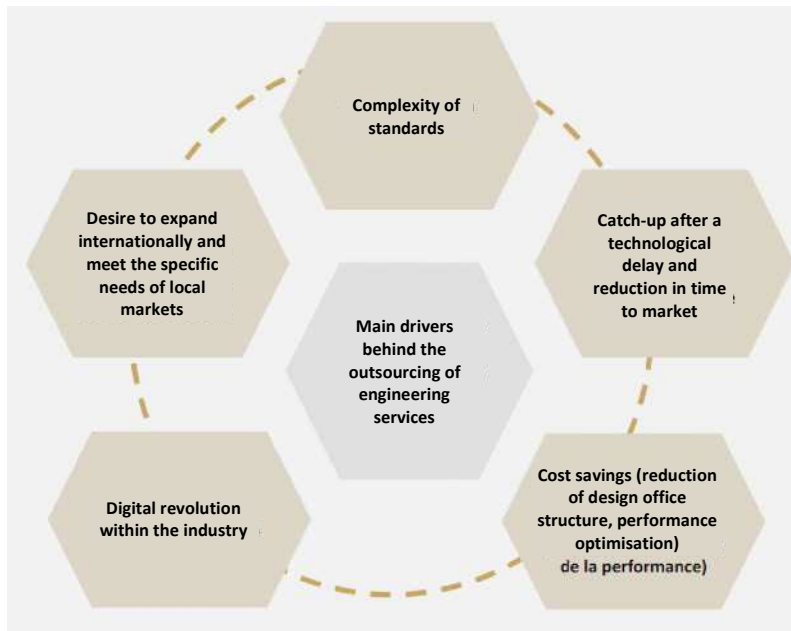 Complexity of
standards
Desire to expand
internationally and
meet the specific
needs of local
markets
Catch-up after a
technological
delay and
reduction in time
to market
Main drivers
behind the
outsourcing of
engineering
services
Digital revolution
within the industry
Cost savings (reduction
of design office
structure, performance
optimisation)
de la performance)